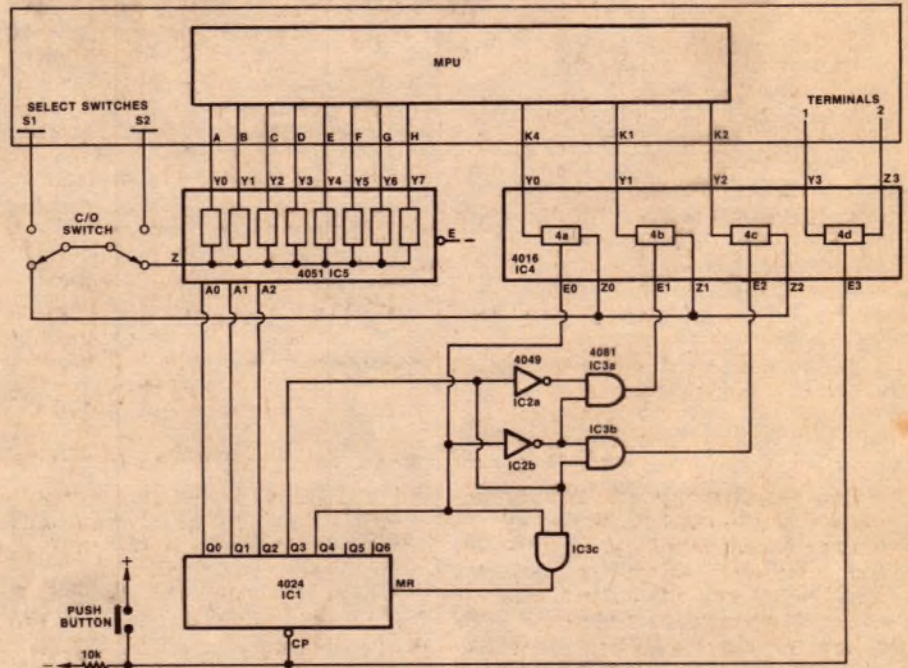 MPU
SELECT SWITCHES
S1 S2
TERMINALS
1 2
A B C D E F G H K4 K1 K2
Y0 Y1 Y2 Y3 Y4 Y5 Y6 Y7 Y0 Y1 Y2 Y3 Z3
C/O
SWITCH
Z
E
4a 4b 4c 4d
4051 IC5
4016
IC4
A0 A1 A2 E0 Z0 E1 Z1 E2 Z2 E3
4049
IC2a
4081
IC3a
IC2b
IC3b
IC3c
Q0 Q1 Q2 Q3 Q4 Q5 Q6
4024
IC1
MR
CP
+
PUSH
BUTTON
10k